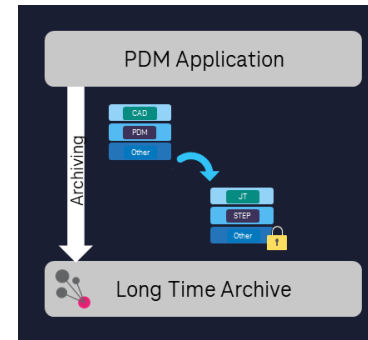 PDM Application
Archiving
CAD
PDM
Other
JT
STEP
Other
Long Time Archive